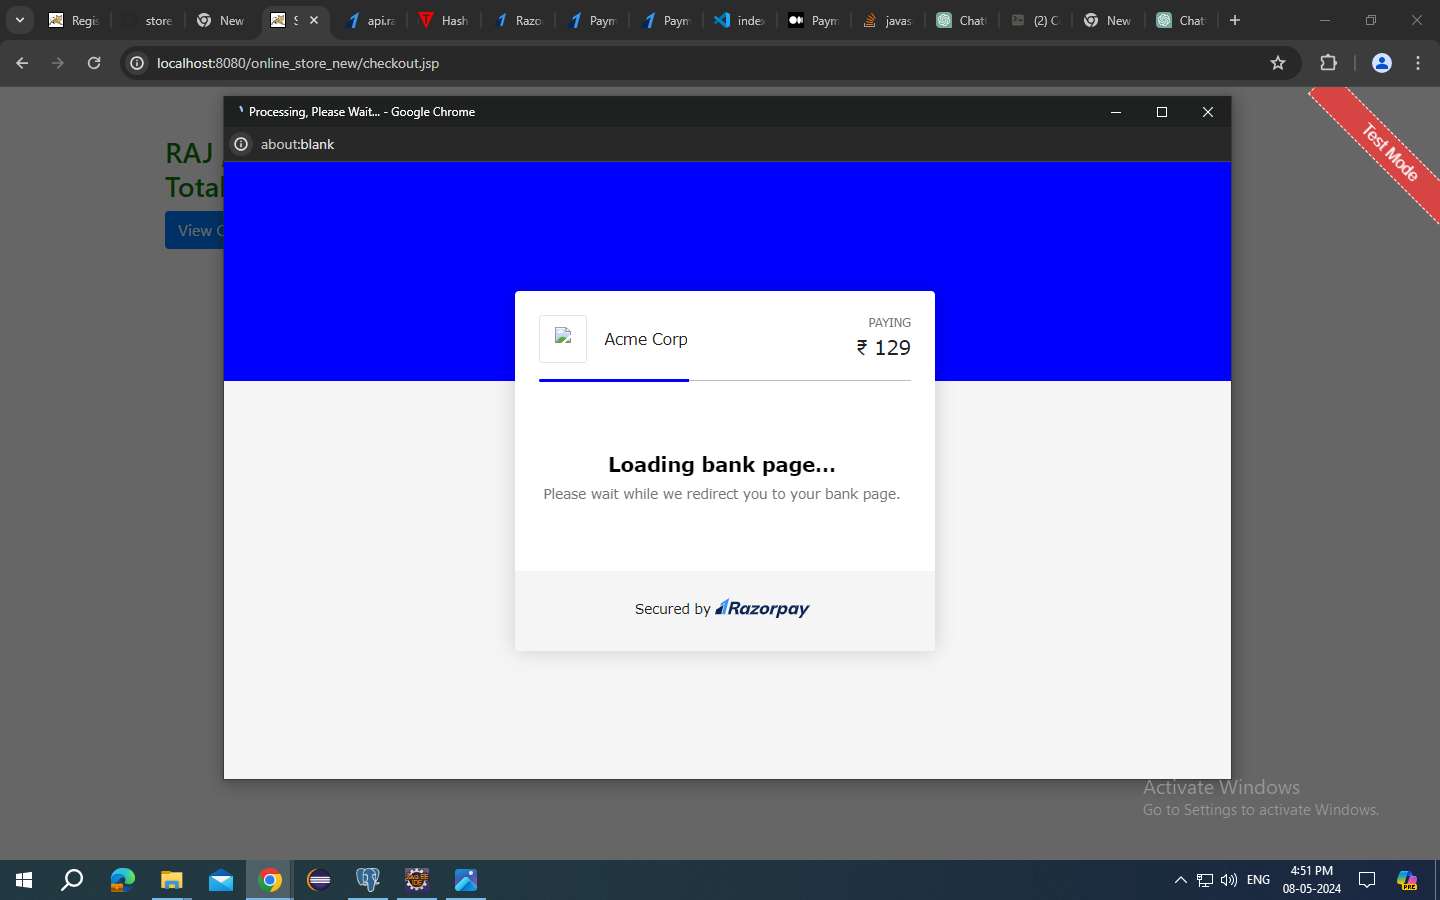 Regis
store
New
S
api.ra
Hash
Razo
Paym
Paym
index
Paym
javas
Chat
(2) C
New
Chat
localhost:8080/online_store_new/checkout.jsp
Processing, Please Wait... - Google Chrome
about:blank
Test Mode
RAJ
Total
View C
Acme Corp
PAYING
₹ 129
Loading bank page...
Please wait while we redirect you to your bank page.
Secured by Razorpay
Activate Windows
Go to Settings to activate Windows.
ENG
4:51 PM
08-05-2024
PRE